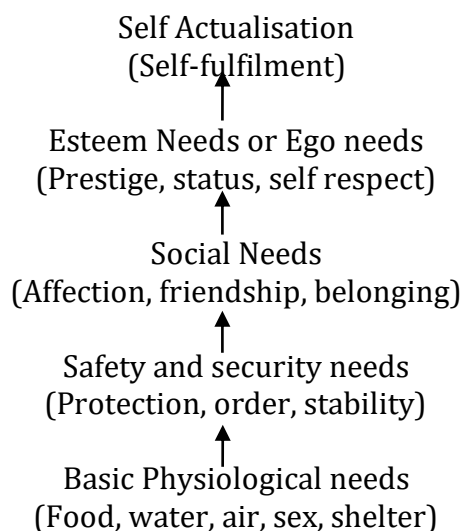 Self Actualisation
(Self-fulfilment)
Esteem Needs or Ego needs
(Prestige, status, self respect)
Social Needs
(Affection, friendship, belonging)
Safety and security needs
(Protection, order, stability)
Basic Physiological needs
(Food, water, air, sex, shelter)